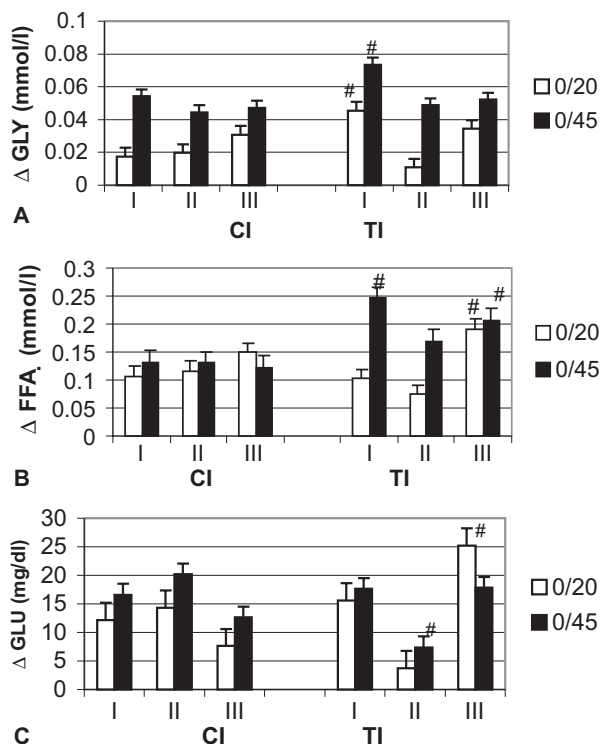 Δ GLY (mmol/l)
0.1
0.08
0.06
0.04
0.02
0
# #
0/20
0/45
I II III I II III
A CI TI
Δ FFA. (mmol/l)
0.3
0.25
0.2
0.15
0.1
0.05
0
# # #
0/20
0/45
I II III I II III
B CI TI
Δ GLU (mg/dl)
30
25
20
15
10
5
0
# #
0/20
0/45
I II III I II III
C CI TI